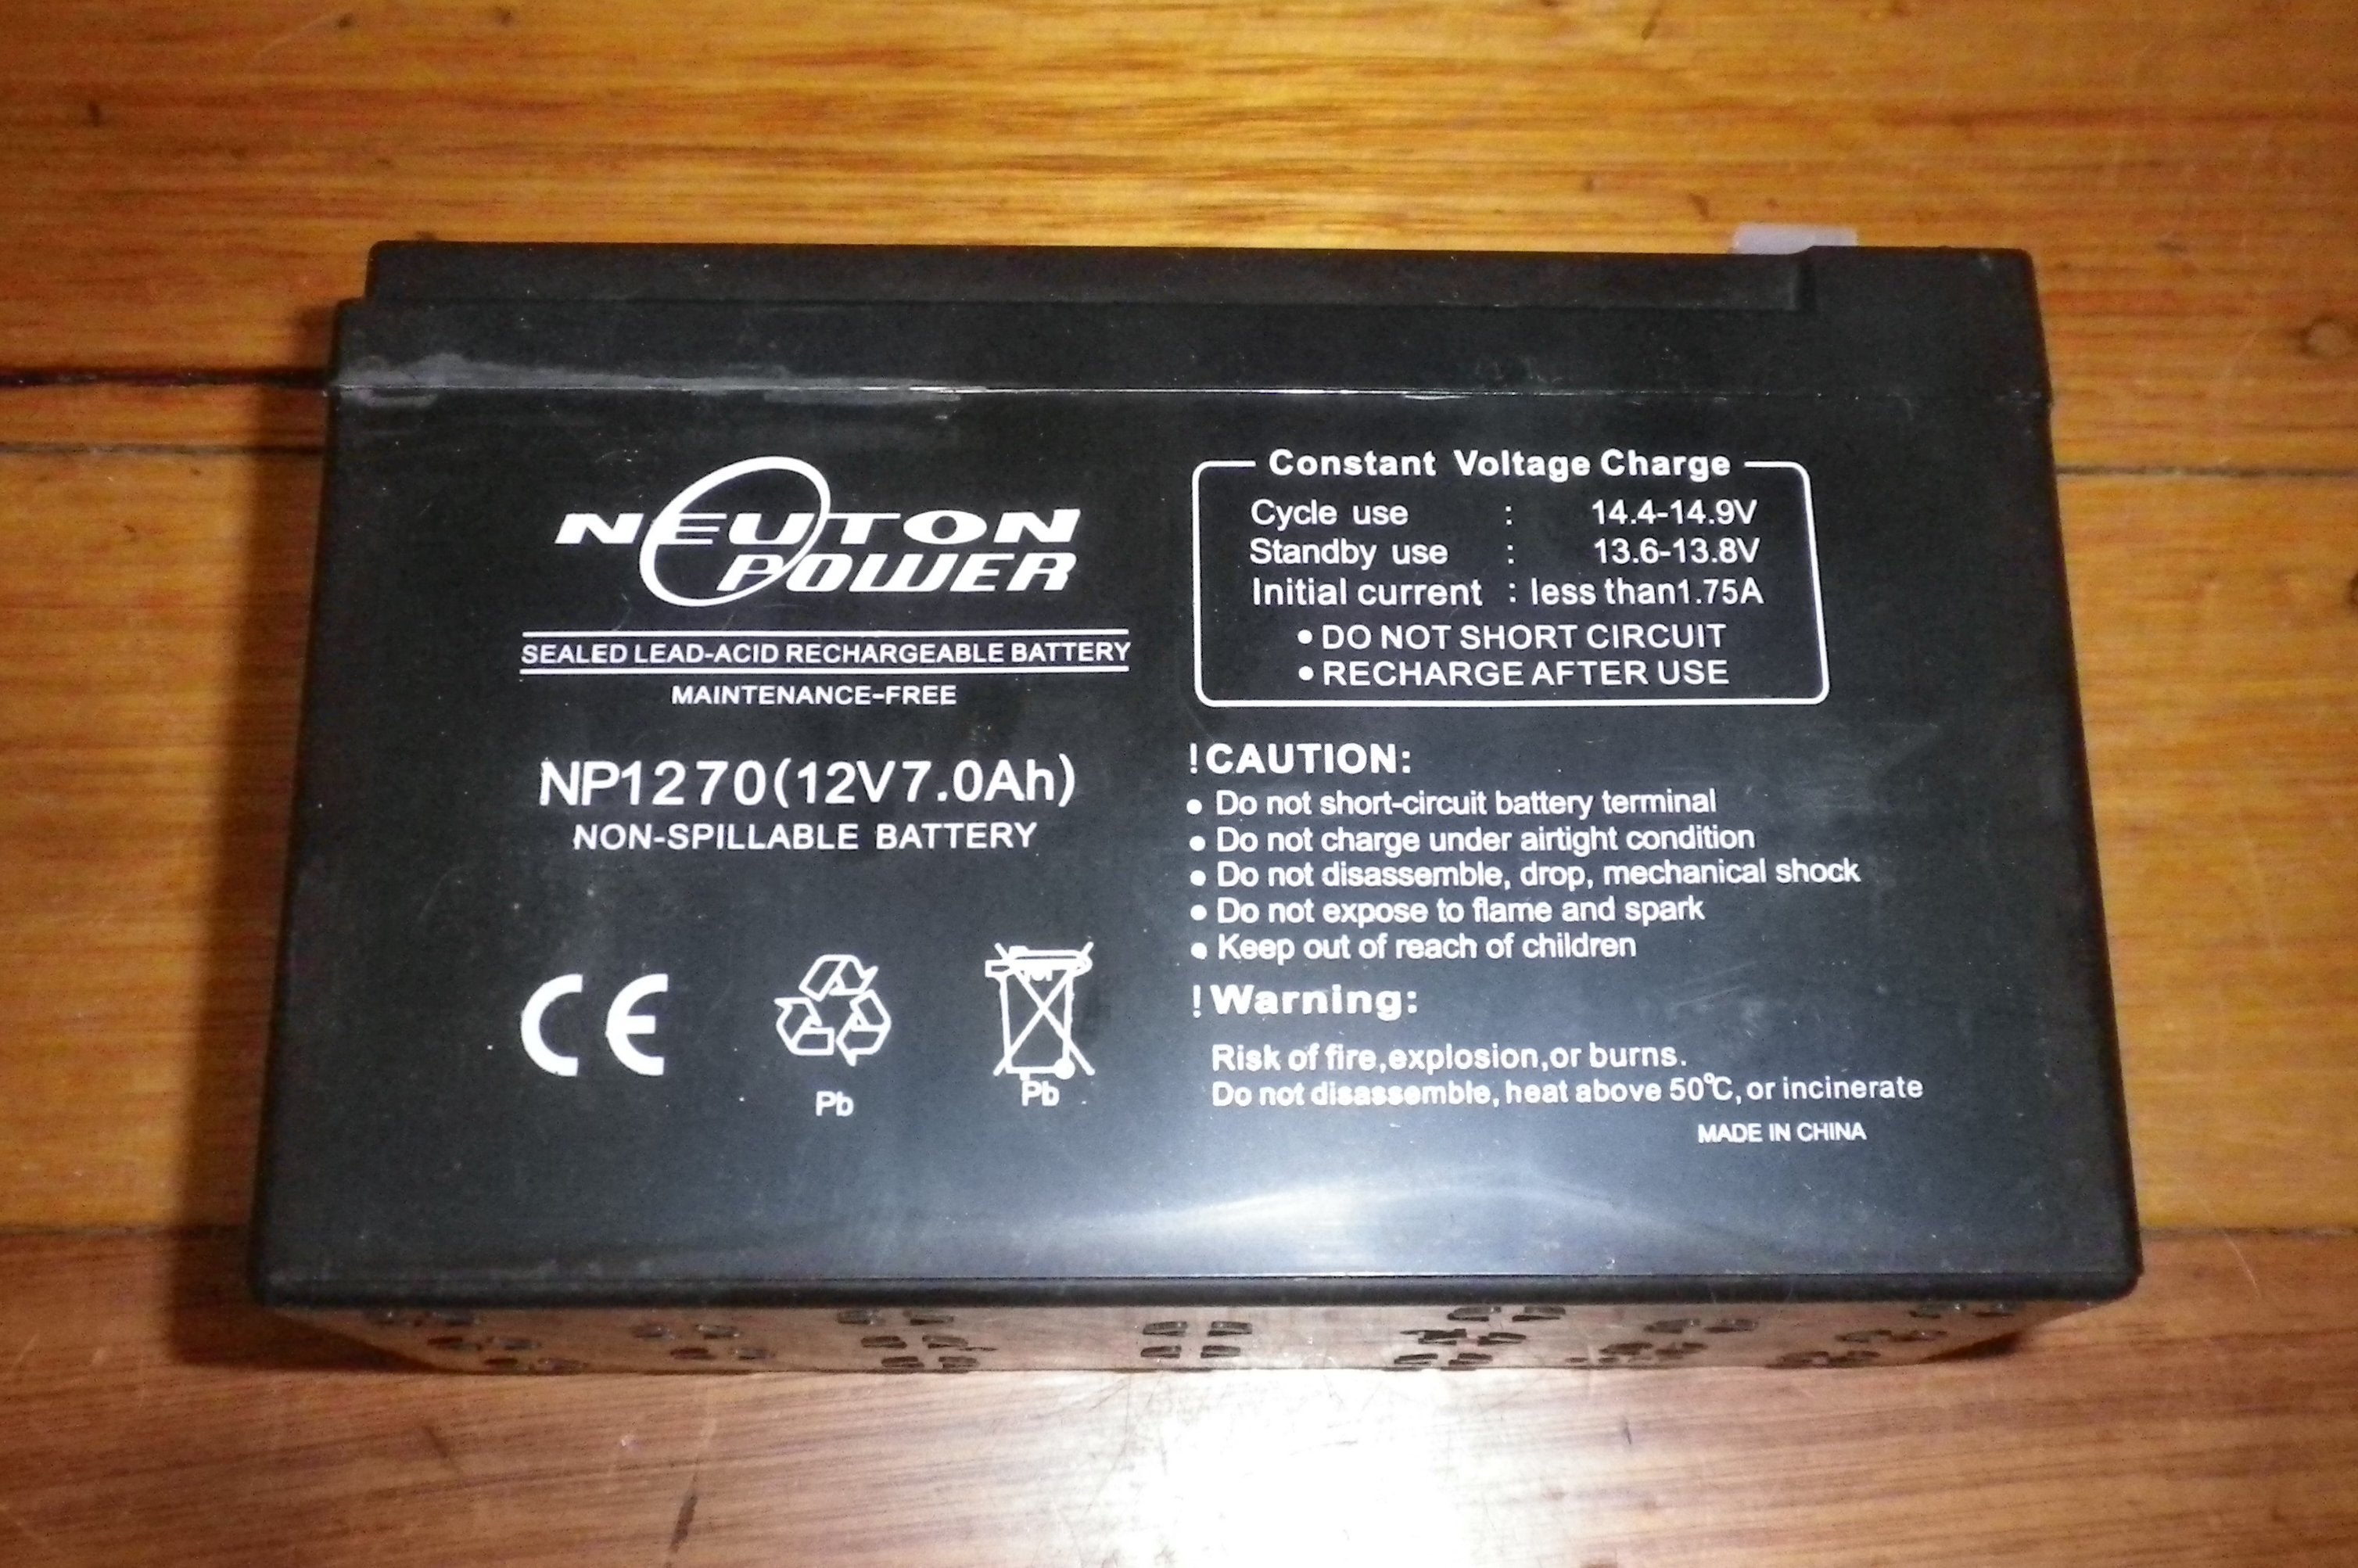 NEUTON
POWER
SEALED LEAD-ACID RECHARGEABLE BATTERY
MAINTENANCE-FREE
NP1270(12V7.0Ah)
NON-SPILLABLE BATTERY
CE
Pb
Pb
Constant Voltage Charge
Cycle use : 14.4-14.9V
Standby use : 13.6-13.8V
Initial current : less than1.75A
• DO NOT SHORT CIRCUIT
• RECHARGE AFTER USE
!CAUTION:
• Do not short-circuit battery terminal
• Do not charge under airtight condition
• Do not disassemble, drop, mechanical shock
• Do not expose to flame and spark
• Keep out of reach of children
!Warning:
Risk of fire,explosion,or burns.
Do not disassemble, heat above 50℃, or incinerate
MADE IN CHINA